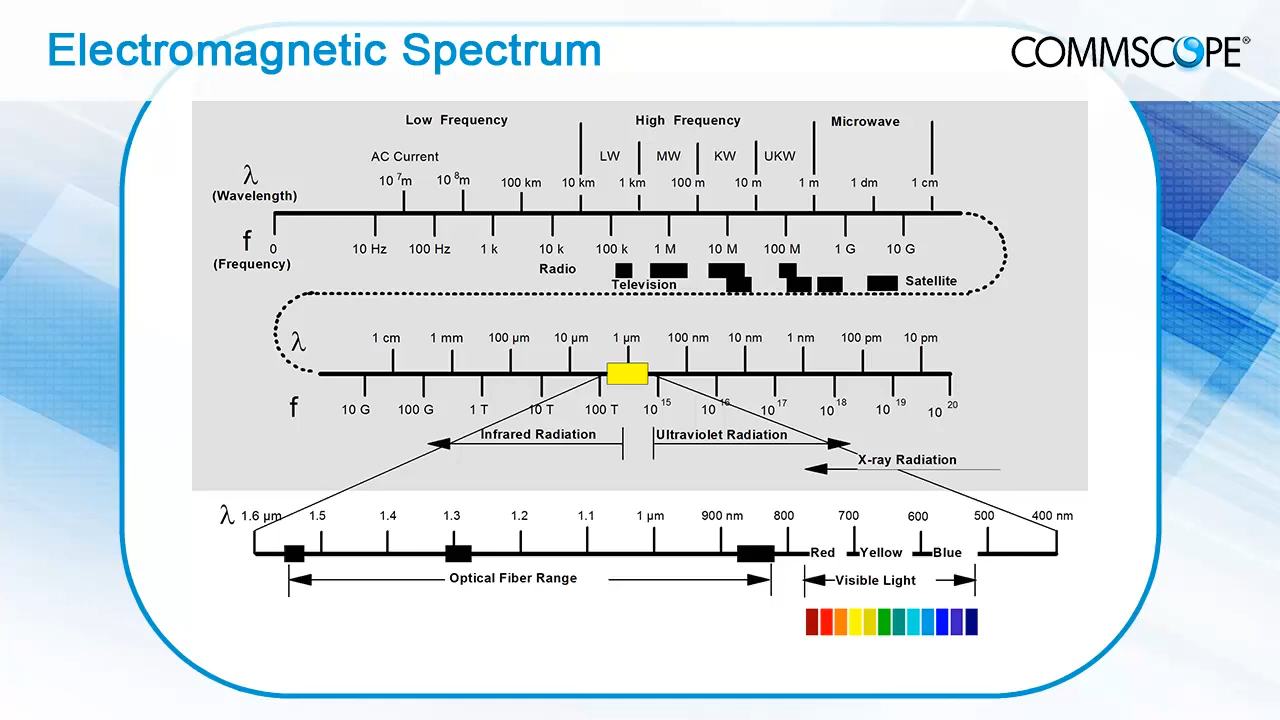 Electromagnetic Spectrum
COMMSCOPE®
Low Frequency High Frequency Microwave
AC Current LW MW KW UKW
λ 10 7m 10 8m 100 km 10 km 1 km 100 m 10 m 1 m 1 dm 1 cm
(Wavelength)
f 0 10 Hz 100 Hz 1 k 10 k 100 k 1 M 10 M 100 M 1 G 10 G
(Frequency)
Radio
Television Satellite
λ 1 cm 1 mm 100 µm 10 µm 1 µm 100 nm 10 nm 1 nm 100 pm 10 pm
f 10 G 100 G 1 T 10 T 100 T 10 15 10 16 10 17 10 18 10 19 10 20
Infrared Radiation Ultraviolet Radiation
X-ray Radiation
λ 1.6 µm 1.5 1.4 1.3 1.2 1.1 1 µm 900 nm 800 700 600 500 400 nm
Red Yellow Blue
Optical Fiber Range Visible Light